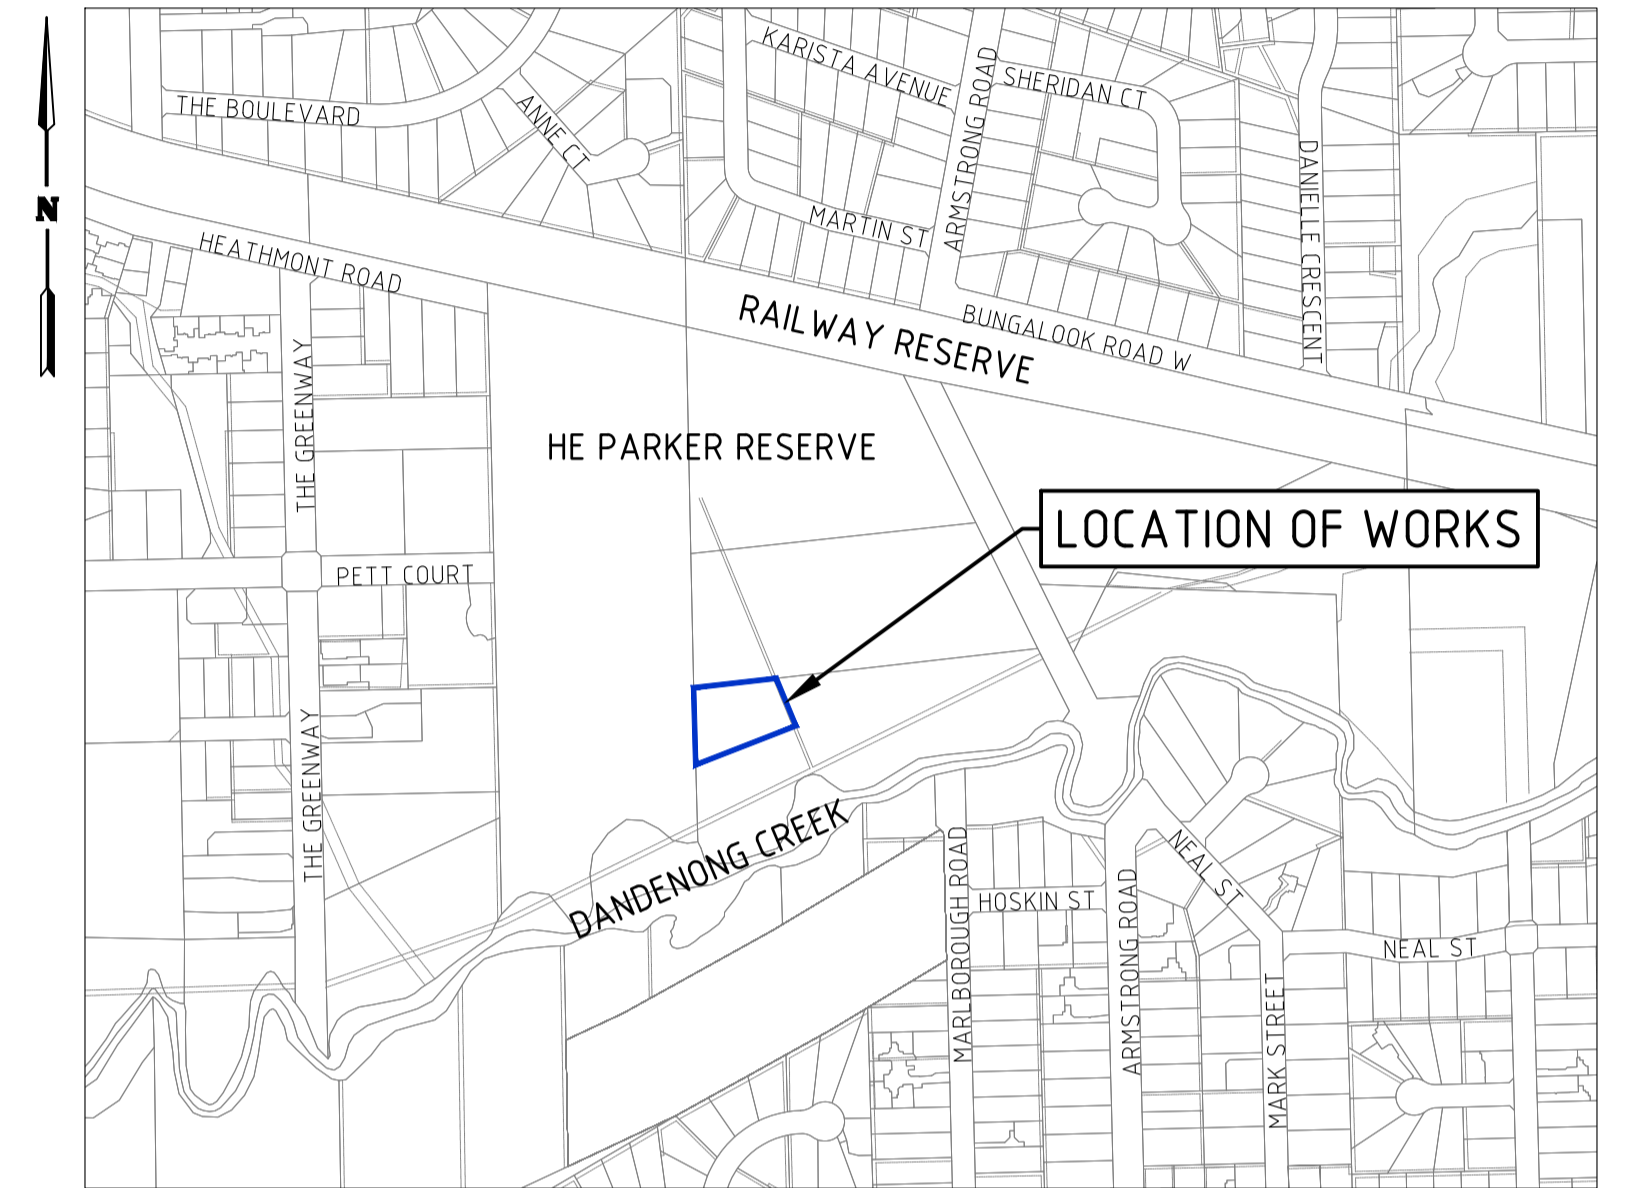 KARISTA AVENUE
SHERIDAN CT
THE BOULEVARD
ANNE CT
ARMSTRONG ROAD
DANIELLE CRESCENT
N
MARTIN ST
HEATHMONT ROAD
RAILWAY RESERVE
BUNGALOOK ROAD W
THE GREENWAY
HE PARKER RESERVE
LOCATION OF WORKS
PETT COURT
THE GREENWAY
DANDENONG CREEK
MARLBOROUGH ROAD
HOSKIN ST
ARMSTRONG ROAD
NEAL ST
NEAL ST
MARK STREET